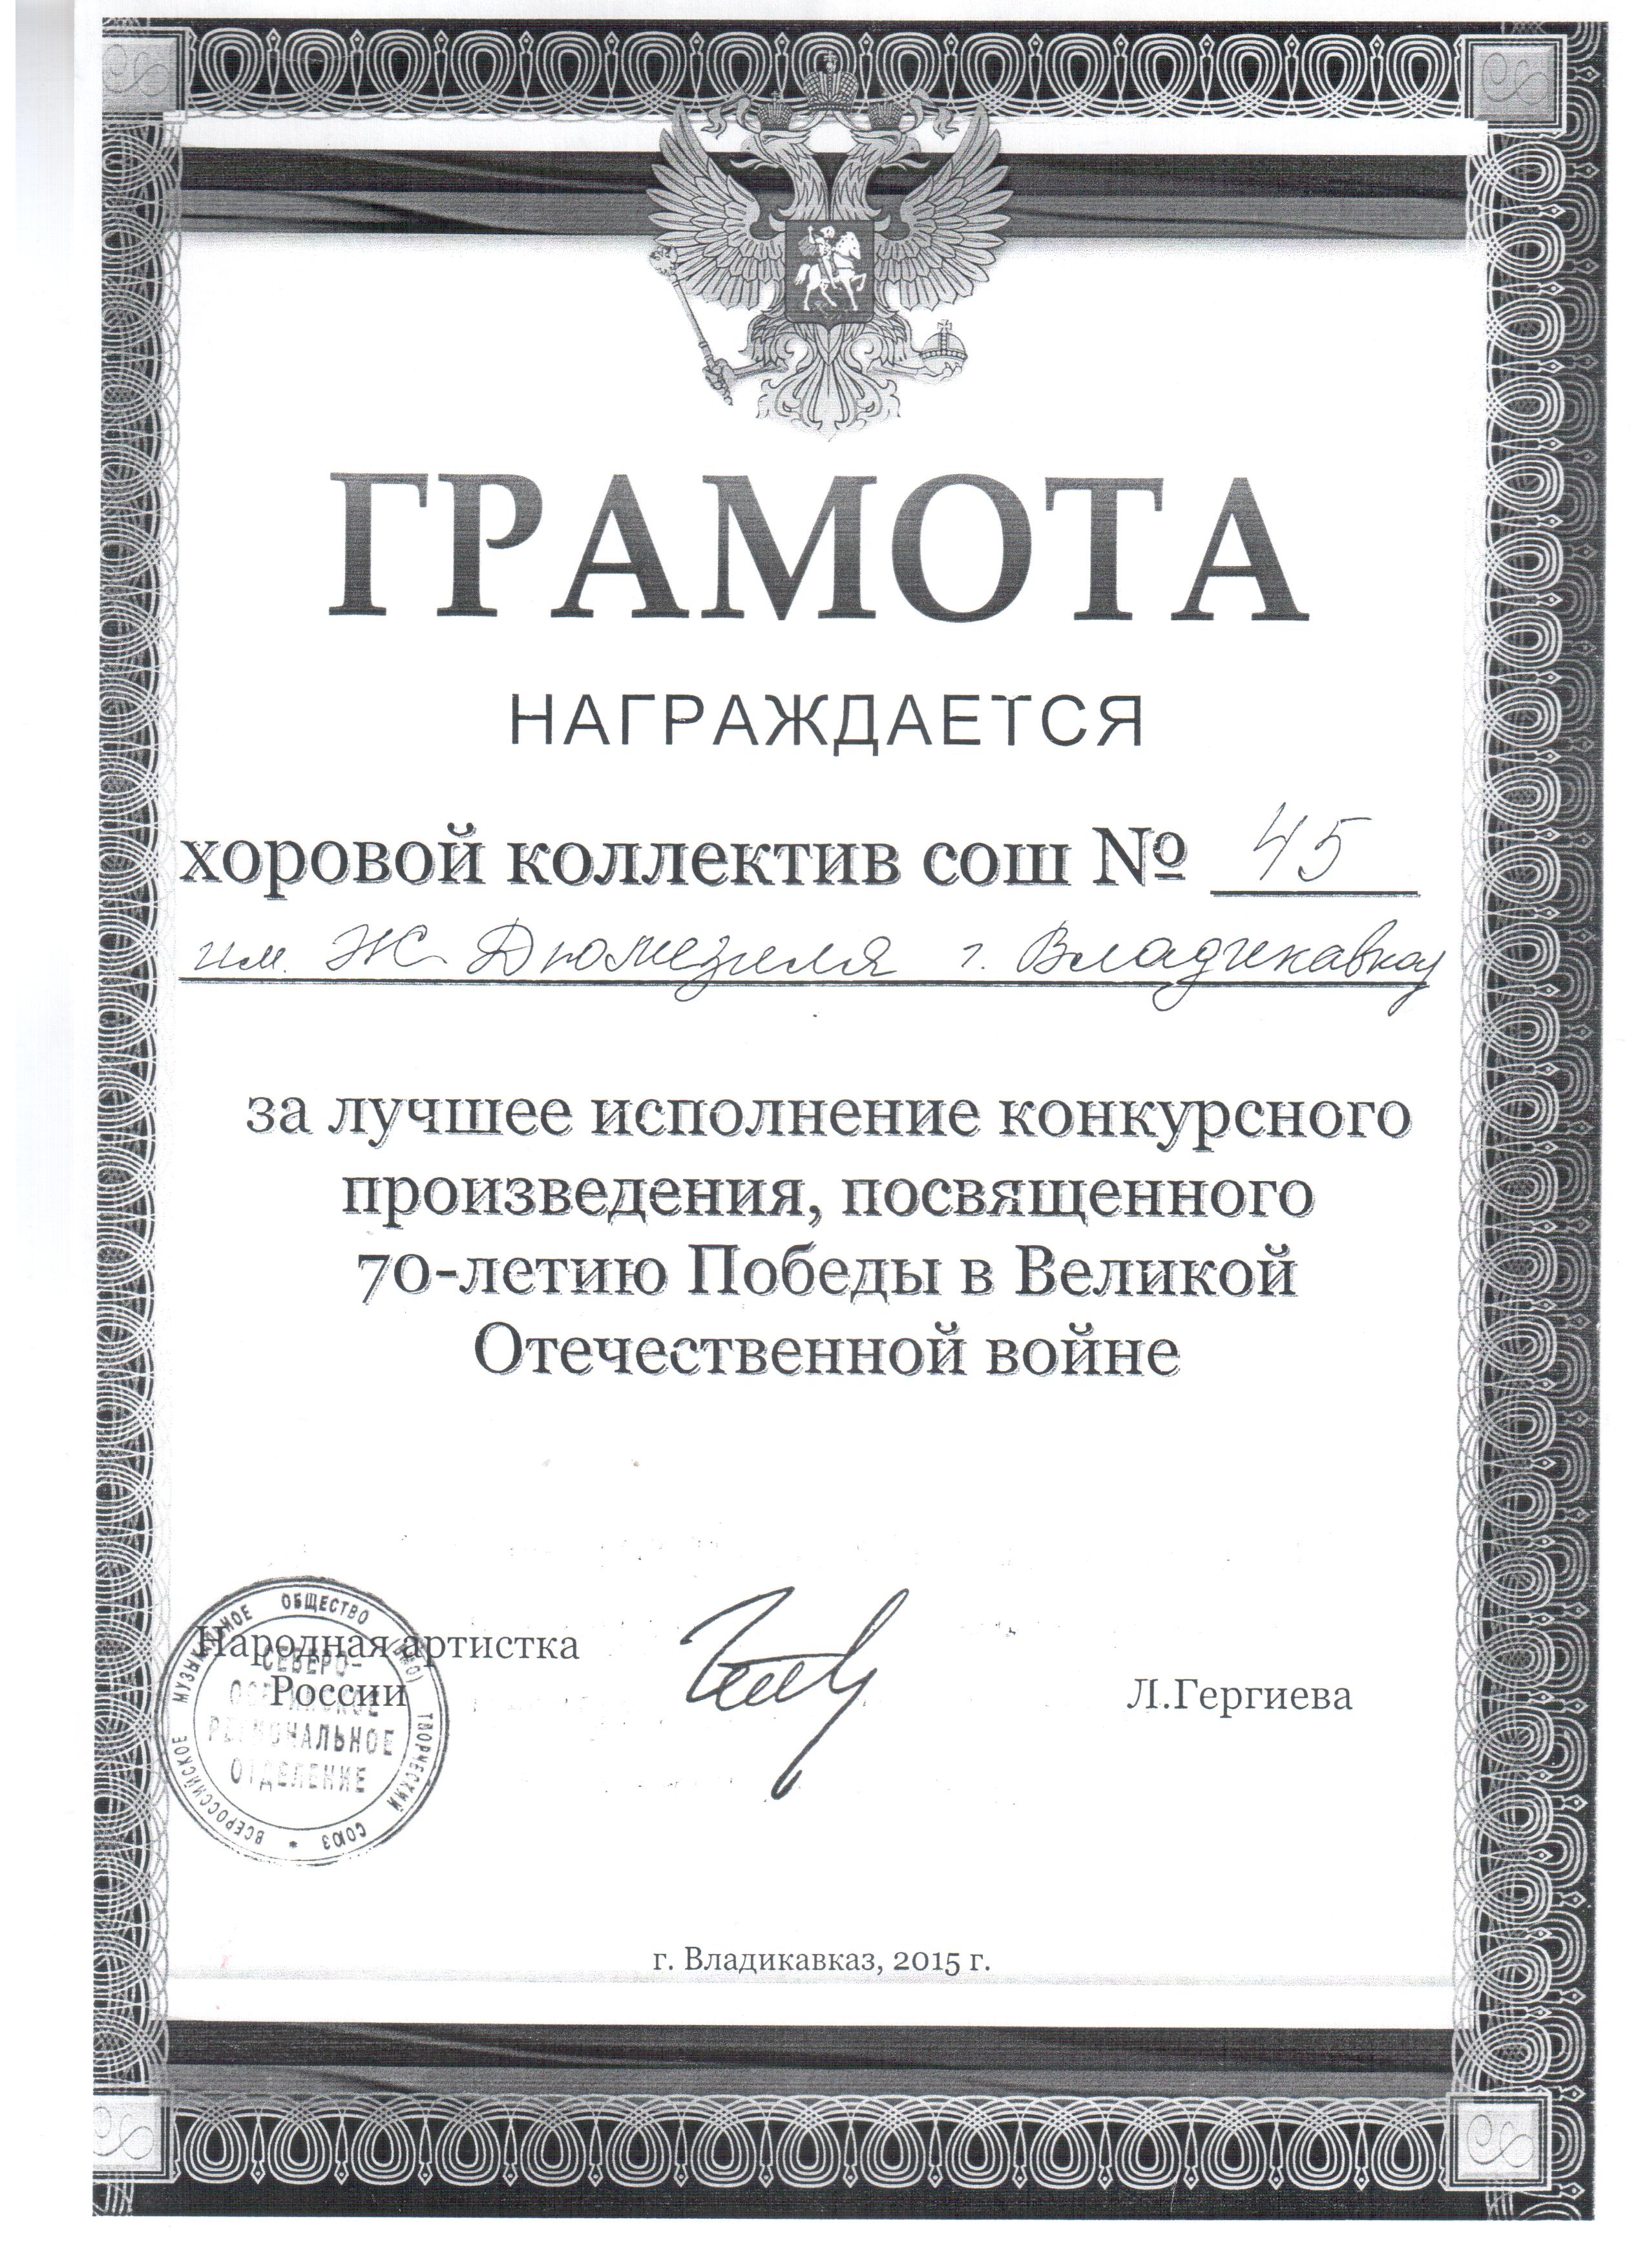 ГРАМОТА
НАГРАЖДАЕТСЯ
хоровой коллектив сош № 45
им. Ж Дюмезиля г. Владикавказ
за лучшее исполнение конкурсного
произведения, посвященного
70-летию Победы в Великой
Отечественной войне
Народная артистка
России
Л.Гергиева
ВСЕРОССИЙСКОЕ МУЗЫКАЛЬНОЕ ОБЩЕСТВО (ВМО) ТВОРЧЕСКИЙ СОЮЗ *
СЕВЕРО-
ОСЕТИНСКОЕ
РЕГИОНАЛЬНОЕ
ОТДЕЛЕНИЕ
г. Владикавказ, 2015 г.